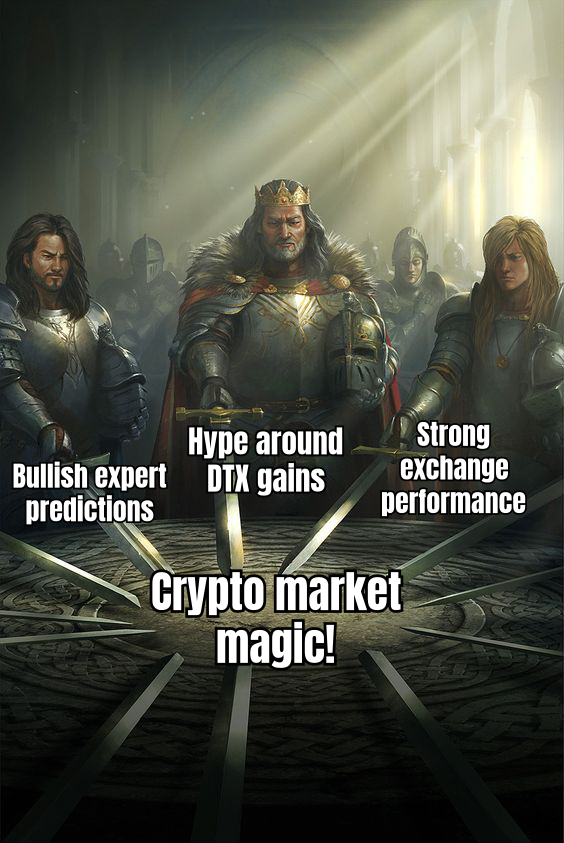 Bullish expert
predictions
Hype around
DTX gains
Strong
exchange
performance
Crypto market
magic!